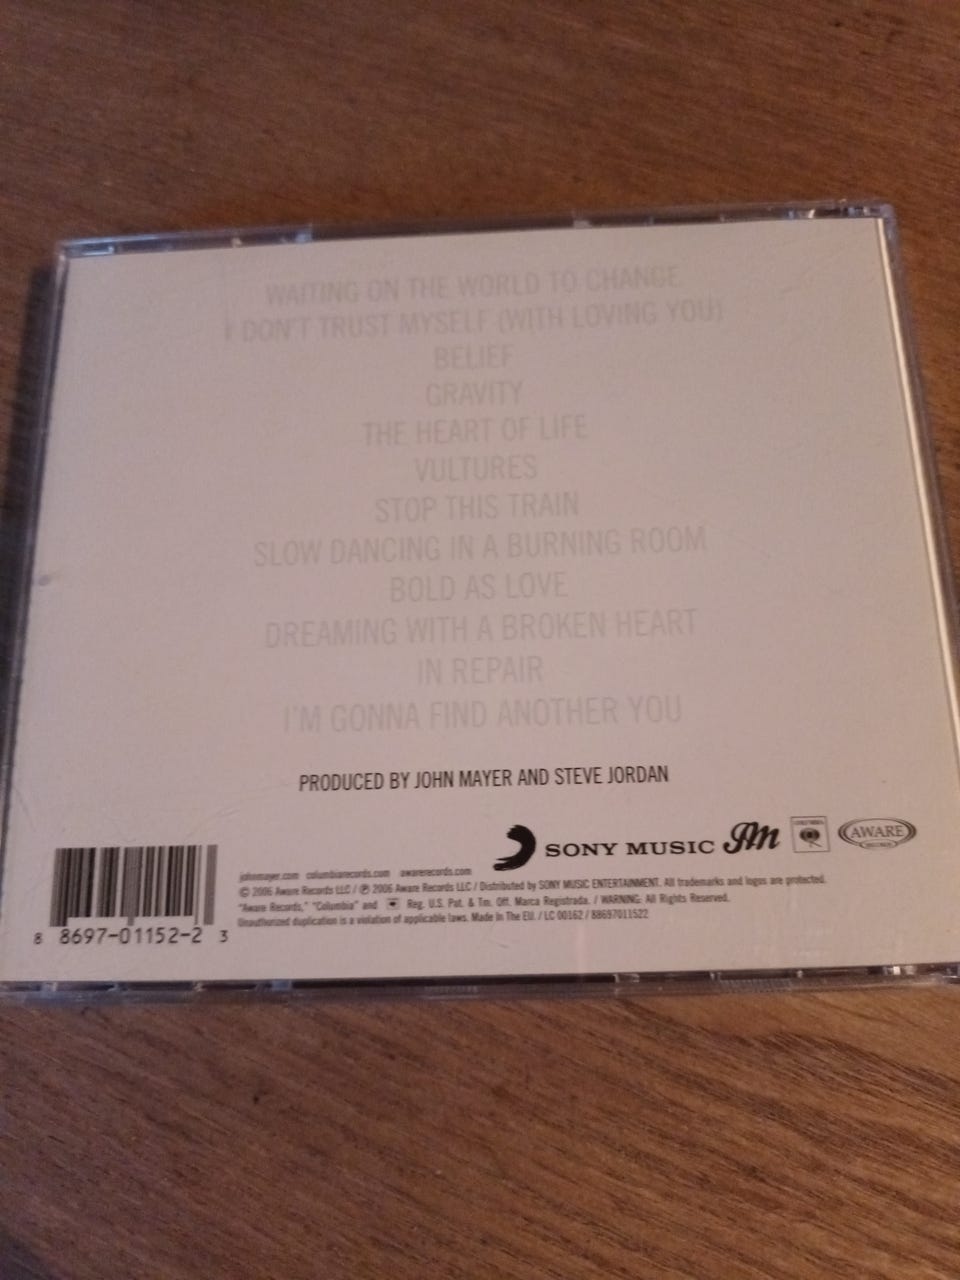 WAITING ON THE WORLD TO CHANGE
I DON'T TRUST MYSELF (WITH LOVING YOU)
BELIEF
GRAVITY
THE HEART OF LIFE
VULTURES
STOP THIS TRAIN
SLOW DANCING IN A BURNING ROOM
BOLD AS LOVE
DREAMING WITH A BROKEN HEART
IN REPAIR
I'M GONNA FIND ANOTHER YOU
PRODUCED BY JOHN MAYER AND STEVE JORDAN
SONY MUSIC JM COLUMBIA AWARE RECORDS
johnmayer.com columbiarecords.com awarerecords.com
© 2006 Aware Records LLC / ℗ 2006 Aware Records LLC / Distributed by SONY MUSIC ENTERTAINMENT. All trademarks and logos are protected.
"Aware Records," "Columbia" and Reg. U.S. Pat. & Tm. Off. Marca Registrada. / WARNING: All Rights Reserved.
Unauthorized duplication is a violation of applicable laws. Made In The EU. / LC 00162 / 88697011522
8 8697-01152-2 3